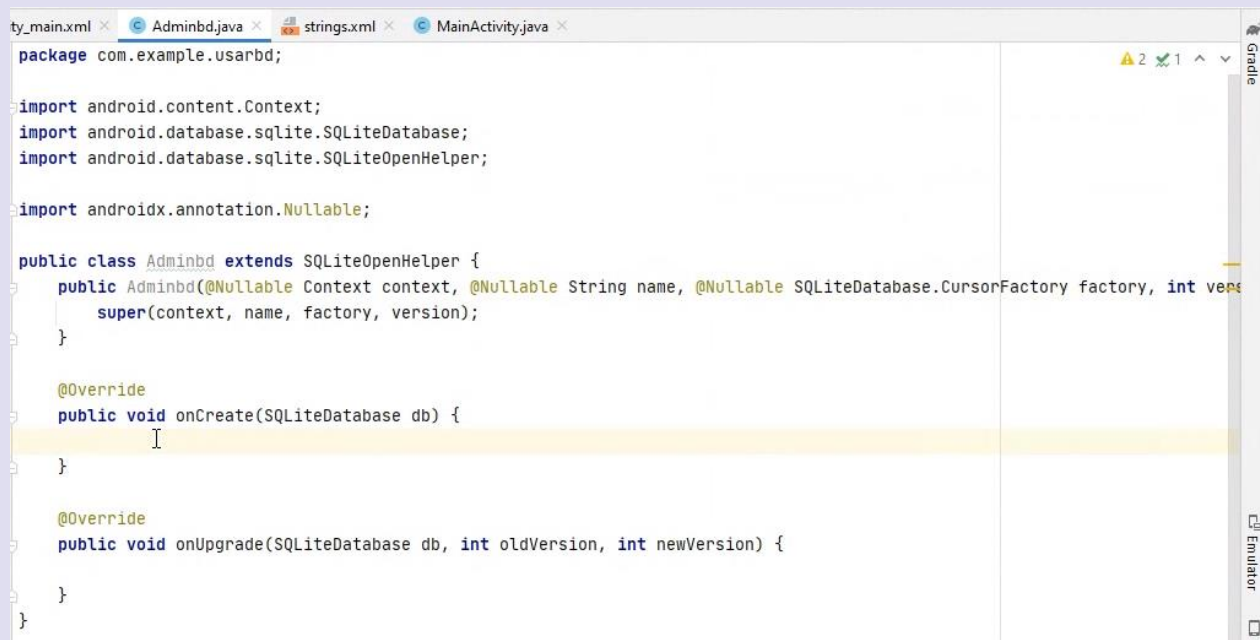 ty_main.xml Adminbd.java strings.xml MainActivity.java
package com.example.usarbd;
2 1
Gradle
import android.content.Context;
import android.database.sqlite.SQLiteDatabase;
import android.database.sqlite.SQLiteOpenHelper;
import androidx.annotation.Nullable;
public class Adminbd extends SQLiteOpenHelper {
public Adminbd(@Nullable Context context, @Nullable String name, @Nullable SQLiteDatabase.CursorFactory factory, int vers
super(context, name, factory, version);
}
@Override
public void onCreate(SQLiteDatabase db) {
}
@Override
public void onUpgrade(SQLiteDatabase db, int oldVersion, int newVersion) {
Emulator
}
}